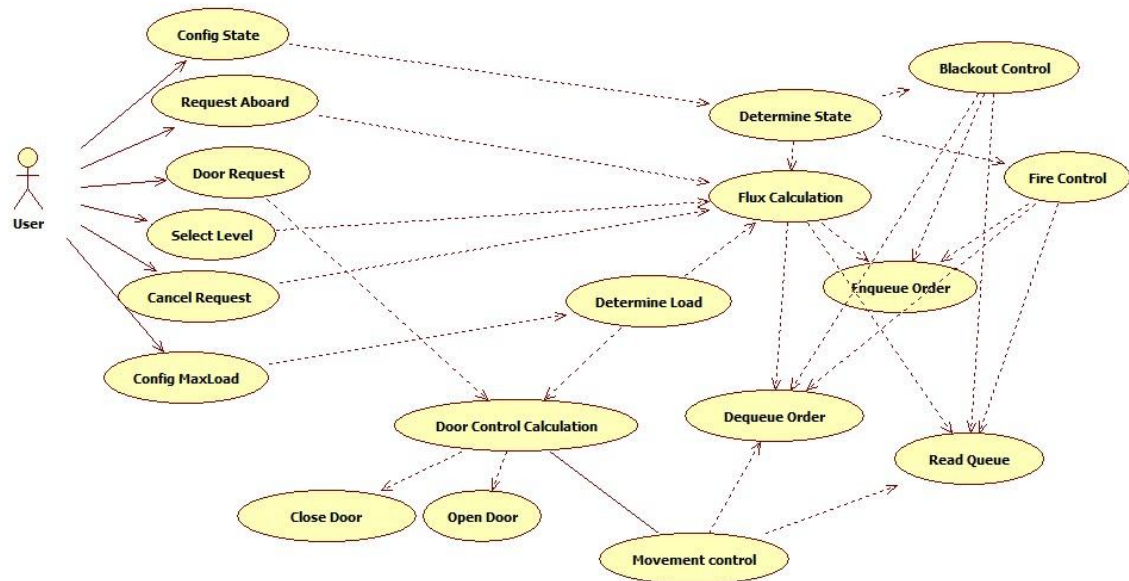 Config State
Blackout Control
Request Aboard
Determine State
Door Request
Fire Control
User
Flux Calculation
Select Level
Cancel Request
Enqueue Order
Determine Load
Config MaxLoad
Door Control Calculation
Dequeue Order
Read Queue
Close Door
Open Door
Movement control